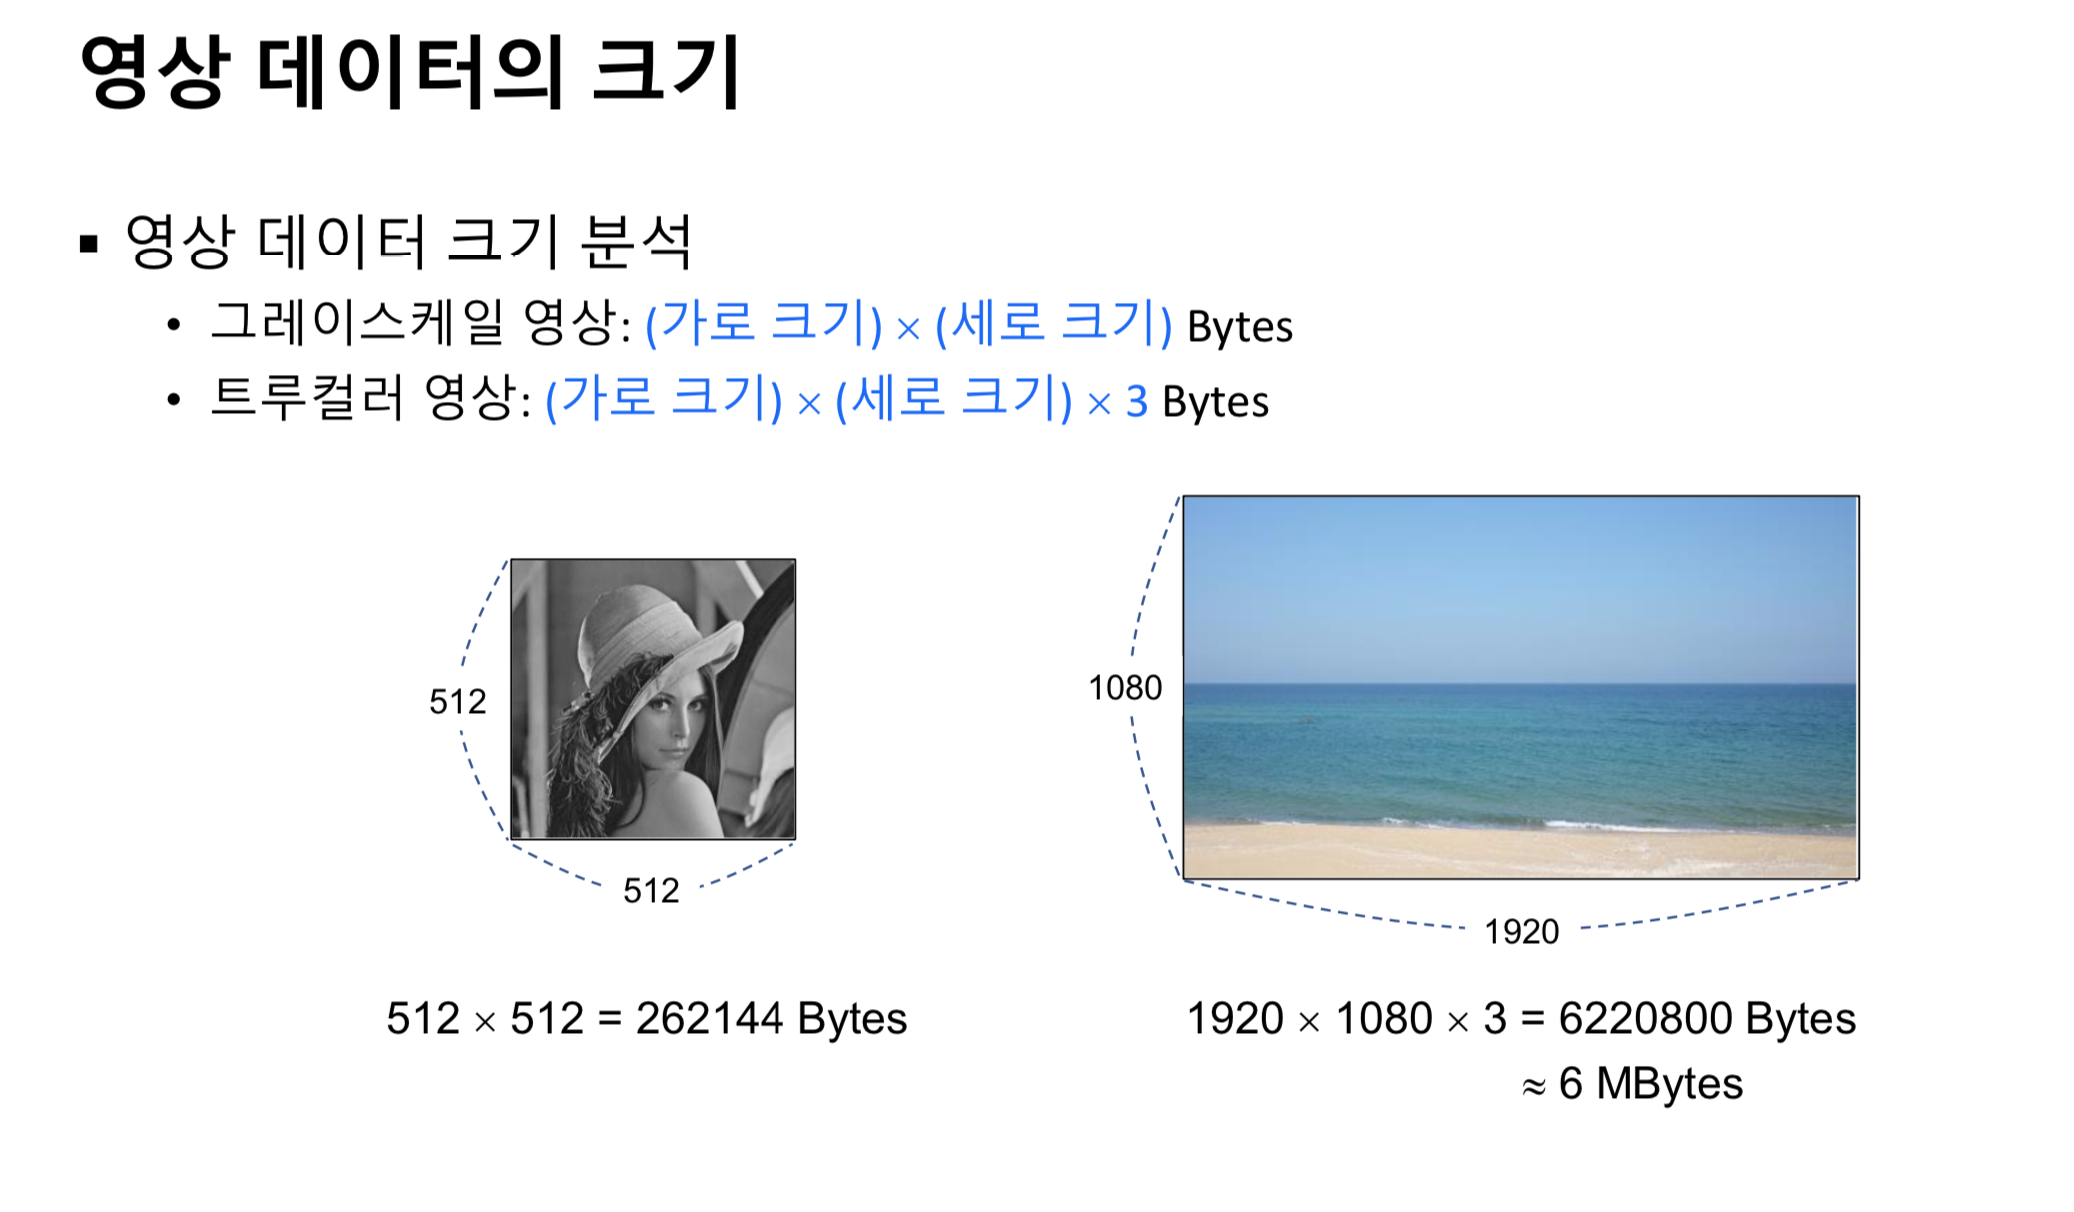 영상 데이터의 크기
▪ 영상 데이터 크기 분석
• 그레이스케일 영상: (가로 크기) × (세로 크기) Bytes
• 트루컬러 영상: (가로 크기) × (세로 크기) × 3 Bytes
512
512
512 × 512 = 262144 Bytes
1080
1920
1920 × 1080 × 3 = 6220800 Bytes
≈ 6 MBytes